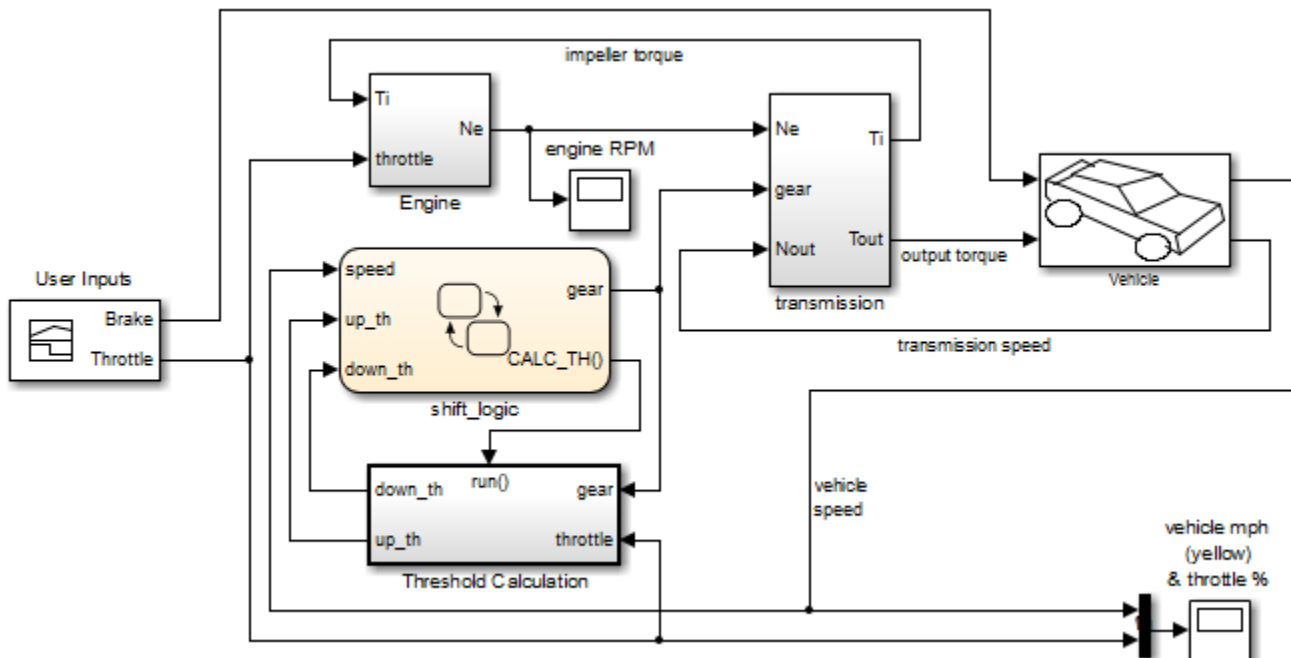 impeller torque
Ti
Ne
throttle
Engine
engine RPM
Ne
Ti
gear
Nout
Tout
transmission
output torque
Vehicle
transmission speed
User Inputs
Brake
Throttle
speed
gear
up_th
CALC_TH()
down_th
shift_logic
run()
down_th
gear
up_th
throttle
Threshold Calculation
vehicle
speed
vehicle mph
(yellow)
& throttle %